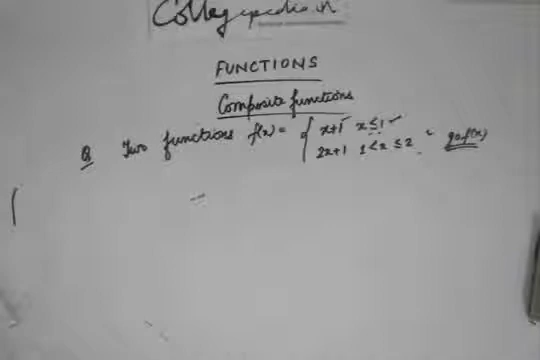 FUNCTIONS
Composite functions
Q Two functions f(x) = { x+1 x ≤ 1
2x+1 1 < x ≤ 2 gof(x)